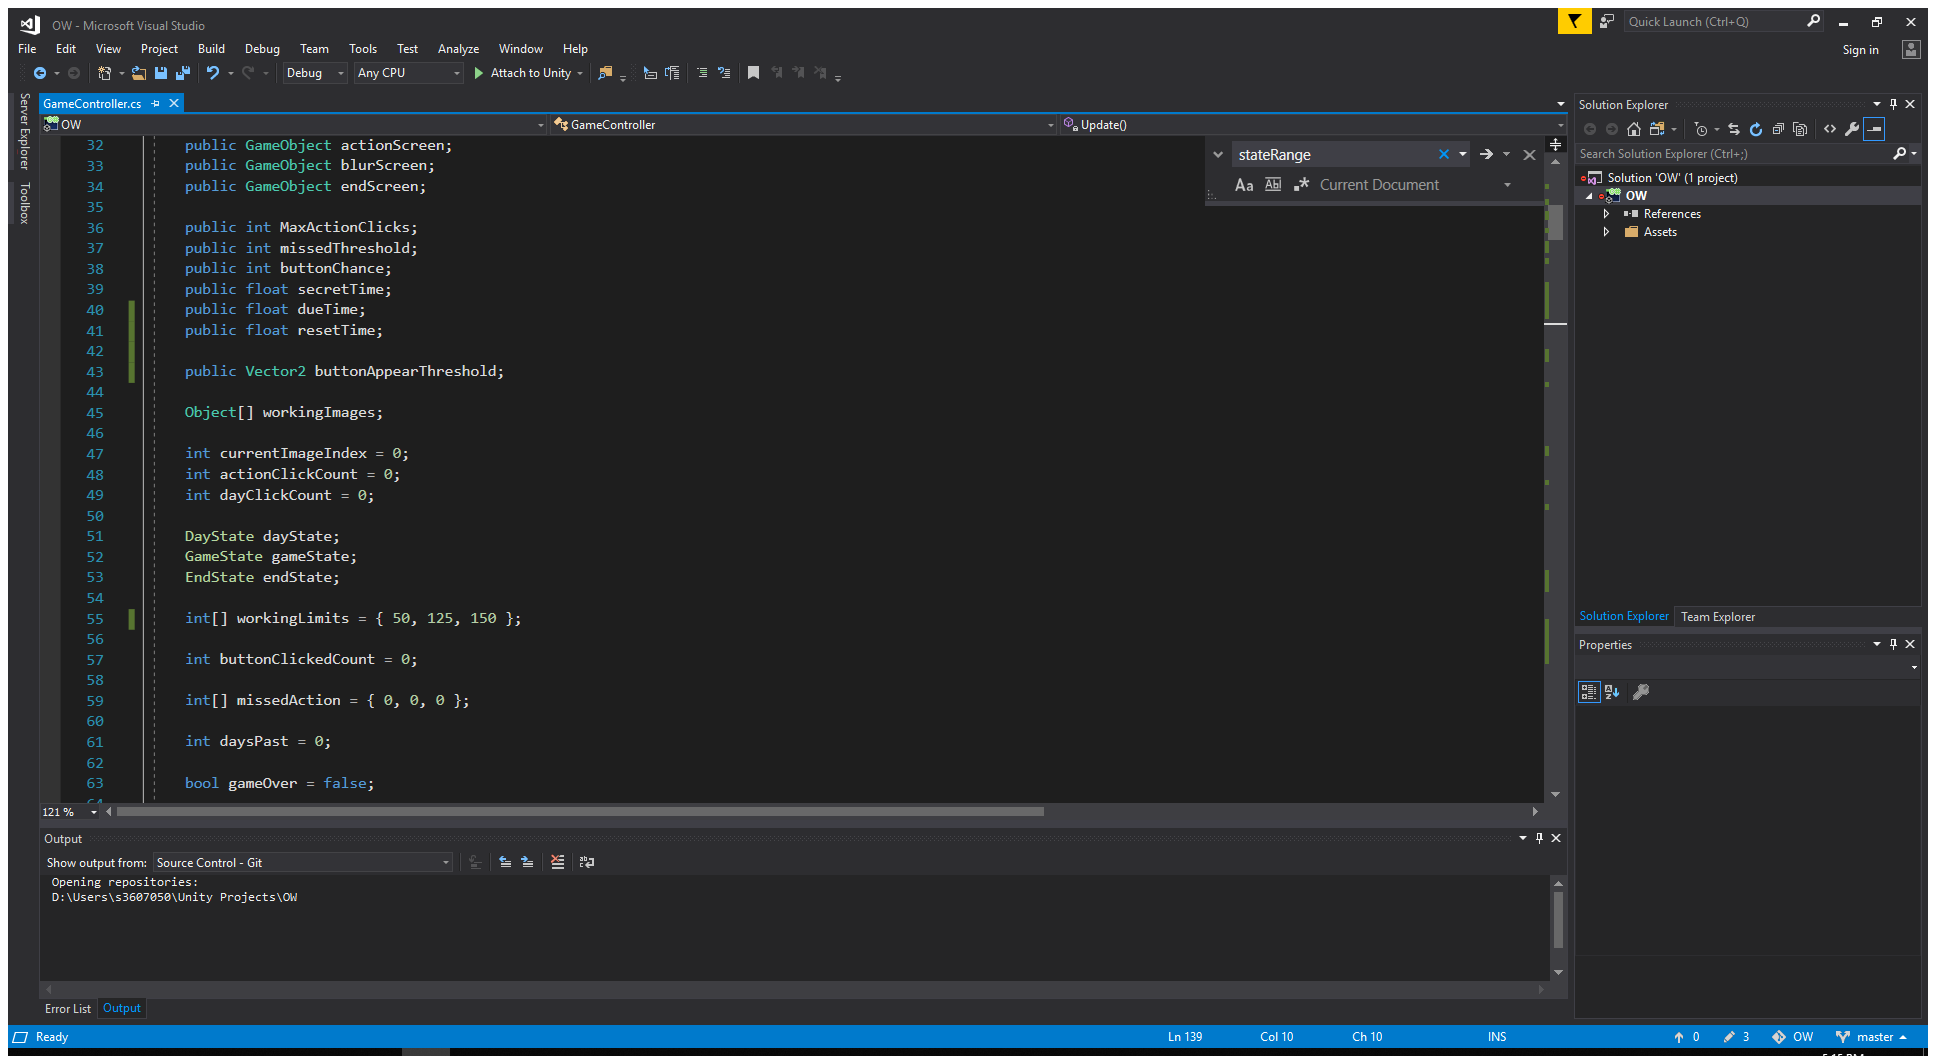 OW - Microsoft Visual Studio
Quick Launch (Ctrl+Q)
File Edit View Project Build Debug Team Tools Test Analyze Window Help
Sign in
Debug Any CPU Attach to Unity
Server Explorer
Toolbox
GameController.cs
OW GameController Update()
stateRange
Aa Abl .* Current Document
32 public GameObject actionScreen;
33 public GameObject blurScreen;
34 public GameObject endScreen;
35
36 public int MaxActionClicks;
37 public int missedThreshold;
38 public int buttonChance;
39 public float secretTime;
40 public float dueTime;
41 public float resetTime;
42
43 public Vector2 buttonAppearThreshold;
44
45 Object[] workingImages;
46
47 int currentImageIndex = 0;
48 int actionClickCount = 0;
49 int dayClickCount = 0;
50
51 DayState dayState;
52 GameState gameState;
53 EndState endState;
54
55 int[] workingLimits = { 50, 125, 150 };
56
57 int buttonClickedCount = 0;
58
59 int[] missedAction = { 0, 0, 0 };
60
61 int daysPast = 0;
62
63 bool gameOver = false;
64
121 %
Output
Show output from: Source Control - Git
Opening repositories:
D:\Users\s3607050\Unity Projects\OW
Error List Output
Solution Explorer
Search Solution Explorer (Ctrl+;)
Solution 'OW' (1 project)
OW
References
Assets
Solution Explorer Team Explorer
Properties
Ready Ln 139 Col 10 Ch 10 INS 0 3 OW master